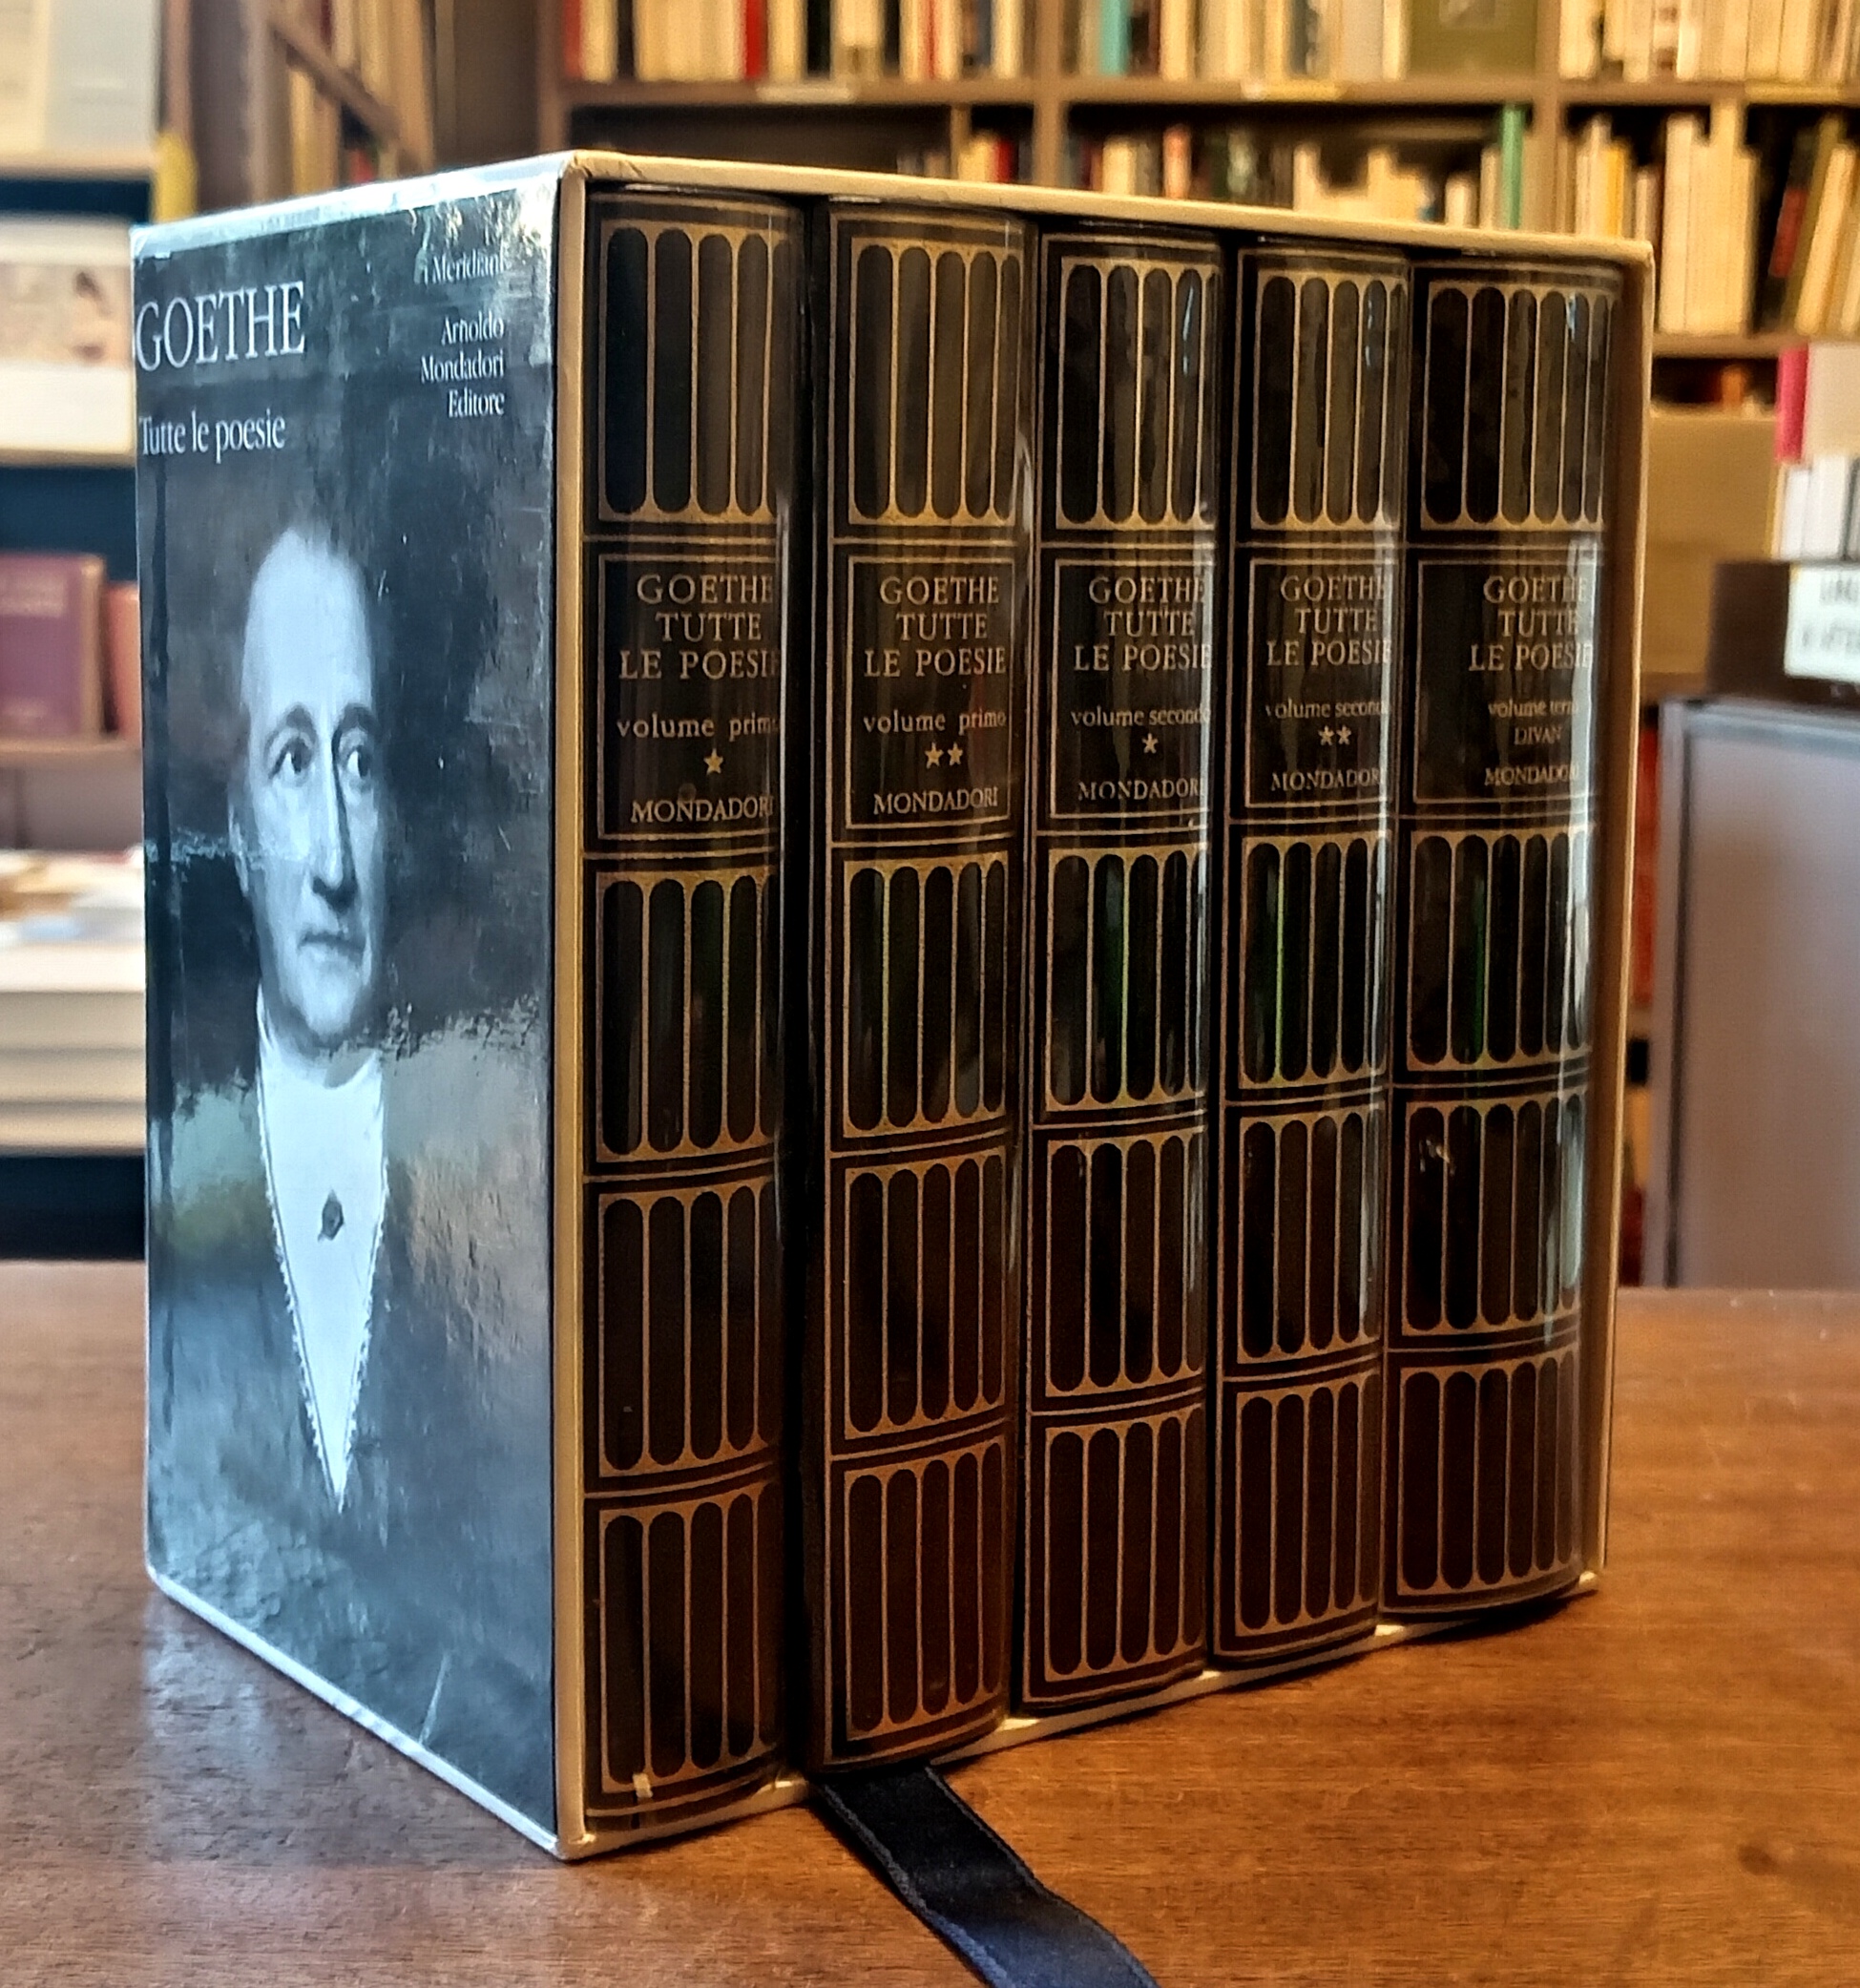 GOETHE
Tutte le poesie
i Meridiani
Arnoldo
Mondadori
Editore
GOETHE
TUTTE
LE POESIE
volume primo
★
MONDADORI
GOETHE
TUTTE
LE POESIE
volume primo
★★
MONDADORI
GOETHE
TUTTE
LE POESIE
volume secondo
★
MONDADORI
GOETHE
TUTTE
LE POESIE
volume secondo
★★
MONDADORI
GOETHE
TUTTE
LE POESIE
volume terzo
DIVAN
MONDADORI